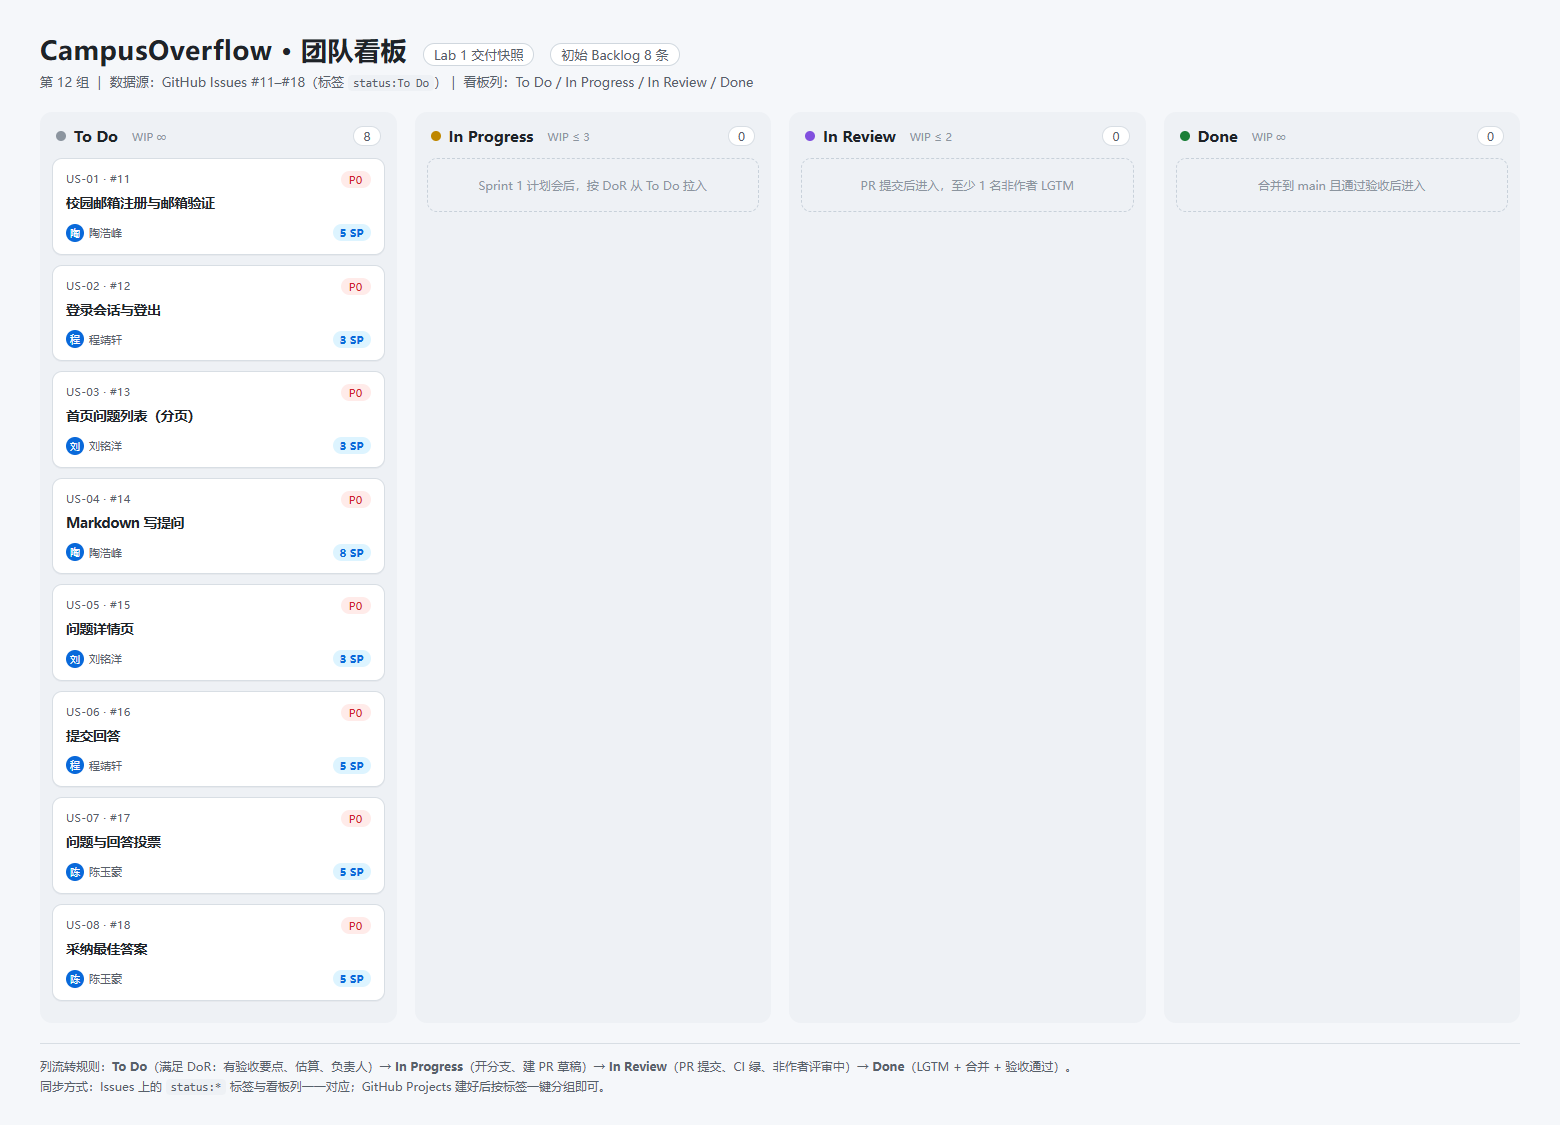 CampusOverflow • 团队看板 Lab 1 交付快照 初始 Backlog 8 条
第 12 组 | 数据源：GitHub Issues #11–#18（标签 status:To Do ） | 看板列：To Do / In Progress / In Review / Done
To Do WIP ∞ 8
US-01 · #11 P0
校园邮箱注册与邮箱验证
陶 陶浩峰 5 SP
US-02 · #12 P0
登录会话与登出
程 程靖轩 3 SP
US-03 · #13 P0
首页问题列表（分页）
刘 刘铭洋 3 SP
US-04 · #14 P0
Markdown 写提问
陶 陶浩峰 8 SP
US-05 · #15 P0
问题详情页
刘 刘铭洋 3 SP
US-06 · #16 P0
提交回答
程 程靖轩 5 SP
US-07 · #17 P0
问题与回答投票
陈 陈玉豪 5 SP
US-08 · #18 P0
采纳最佳答案
陈 陈玉豪 5 SP
In Progress WIP ≤ 3 0
Sprint 1 计划会后，按 DoR 从 To Do 拉入
In Review WIP ≤ 2 0
PR 提交后进入，至少 1 名非作者 LGTM
Done WIP ∞ 0
合并到 main 且通过验收后进入
列流转规则：To Do（满足 DoR：有验收要点、估算、负责人）→ In Progress（开分支、建 PR 草稿）→ In Review（PR 提交、CI 绿、非作者评审中）→ Done（LGTM + 合并 + 验收通过）。
同步方式：Issues 上的 status:* 标签与看板列一一对应；GitHub Projects 建好后按标签一键分组即可。